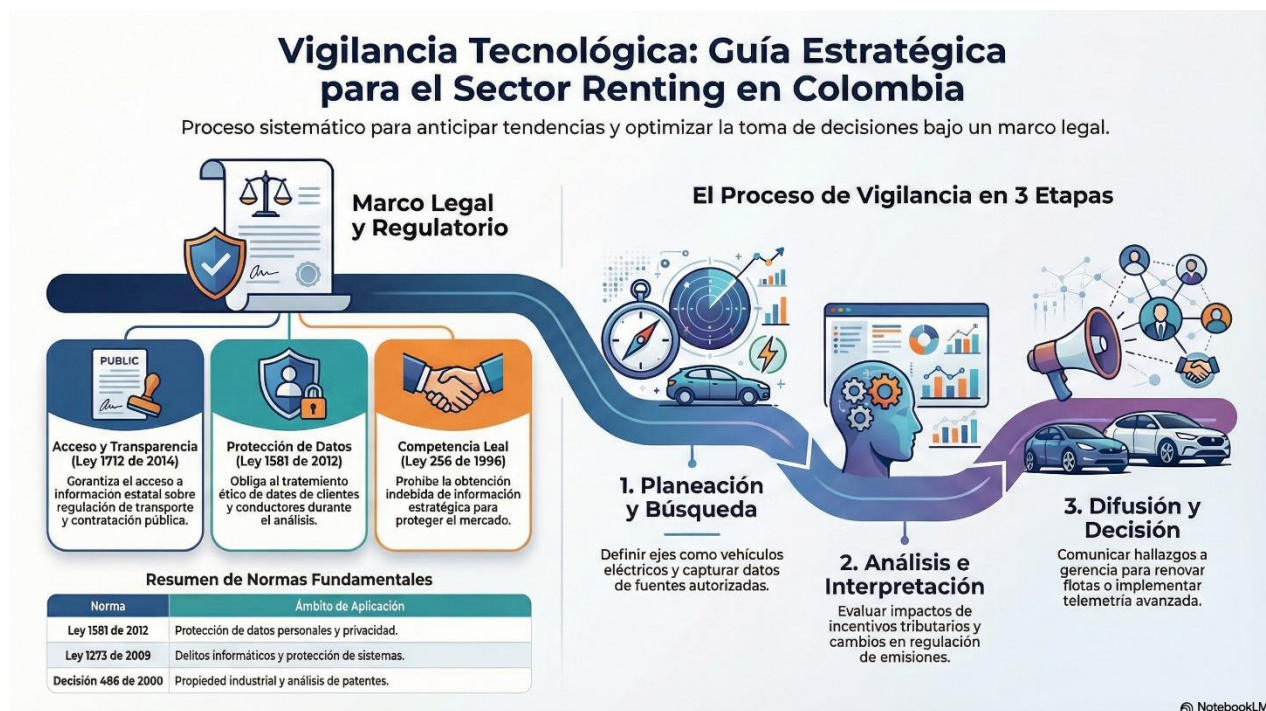 Vigilancia Tecnológica: Guía Estratégica
para el Sector Renting en Colombia
Proceso sistemático para anticipar tendencias y optimizar la toma de decisiones bajo un marco legal.
Marco Legal
y Regulatorio
PUBLIC
Acceso y Transparencia
(Ley 1712 de 2014)
Gorantiza el acceso a
información estatal sobre
regulación de transporte
y contratación pública.
Protección de Datos
(Ley 1581 de 2012)
Obliga al tratamiento
ético de dates de clientes
y conductores durante
el análisis.
Competencia Leal
(Ley 256 de 1996)
Prohibe la obtención
indebida de información
estratégica para
proteger el mercado.
Resumen de Normas Fundamentales
Norma
Ámbito de Aplicación
Ley 1581 de 2012
Protección de datos personales y privacidad.
Ley 1273 de 2009
Delitos informáticos y protección de sistemas.
Decisión 486 de 2000
Propieded industrial y análisis de patentes.
El Proceso de Vigilancia en 3 Etapas
1. Planeación
y Búsqueda
Definir ejes como vehículos
eléctricos y capturar datos
de fuentes autorizadas.
2. Análisis e
Interpretación
Evaluar impactos de
incentivos tributarios y
cambios en regulación
de emisiones.
3. Difusión y
Decisión
Comunicar hallazgos a
gerencia para renovar
flotas o implementar
telemetría avanzada.
NotebookLM